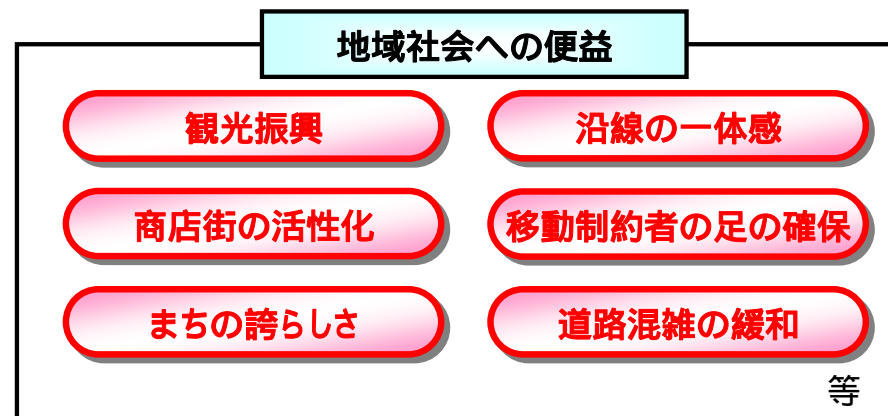 地域社会への便益
観光振興
沿線の一体感
商店街の活性化
移動制約者の足の確保
まちの誇らしさ
道路混雑の緩和
等